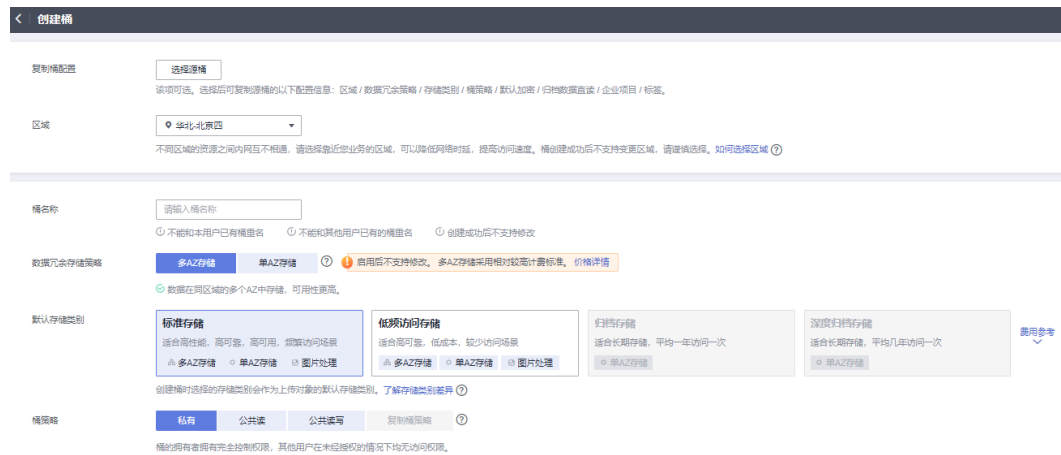 创建桶
复制桶配置
选择源桶
该项可选。选择后可复制源桶的以下配置信息：区域 / 数据冗余策略 / 存储类别 / 桶策略 / 默认加密 / 归档数据直读 / 企业项目 / 标签。
区域
华北-北京四
不同区域的资源之间内网互不相通，请选择靠近您业务的区域，可以降低网络时延，提高访问速度。桶创建成功后不支持变更区域，请谨慎选择。如何选择区域
桶名称
请输入桶名称
不能和本用户已有桶重名 不能和其他用户已有的桶重名 创建成功后不支持修改
数据冗余存储策略
多AZ存储 单AZ存储 启用后不支持修改。多AZ存储采用相对较高计费标准。价格详情
数据在同区域的多个AZ中存储，可用性更高。
默认存储类别
标准存储
适合高性能，高可靠，高可用，频繁访问场景
多AZ存储 单AZ存储 图片处理
低频访问存储
适合高可靠，低成本，较少访问场景
多AZ存储 单AZ存储 图片处理
归档存储
适合长期存储，平均一年访问一次
单AZ存储
深度归档存储
适合长期存储，平均几年访问一次
单AZ存储
费用参考
创建桶时选择的存储类别会作为上传对象的默认存储类别。了解存储类别差异
桶策略
私有 公共读 公共读写 复制桶策略
桶的拥有者拥有完全控制权限，其他用户在未经授权的情况下均无访问权限。